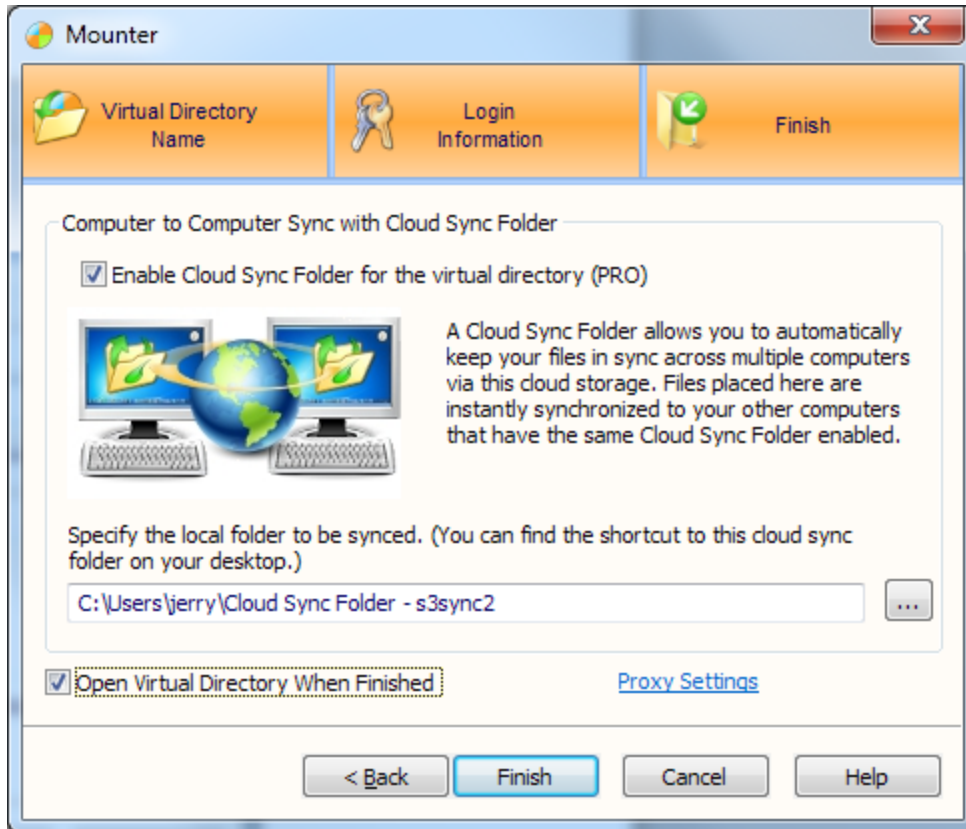 Mounter
Virtual Directory
Name
Login
Information
Finish
Computer to Computer Sync with Cloud Sync Folder
Enable Cloud Sync Folder for the virtual directory (PRO)
A Cloud Sync Folder allows you to automatically
keep your files in sync across multiple computers
via this cloud storage. Files placed here are
instantly synchronized to your other computers
that have the same Cloud Sync Folder enabled.
Specify the local folder to be synced. (You can find the shortcut to this cloud sync
folder on your desktop.)
C:\Users\jerry\Cloud Sync Folder - s3sync2
...
Open Virtual Directory When Finished
Proxy Settings
< Back
Finish
Cancel
Help